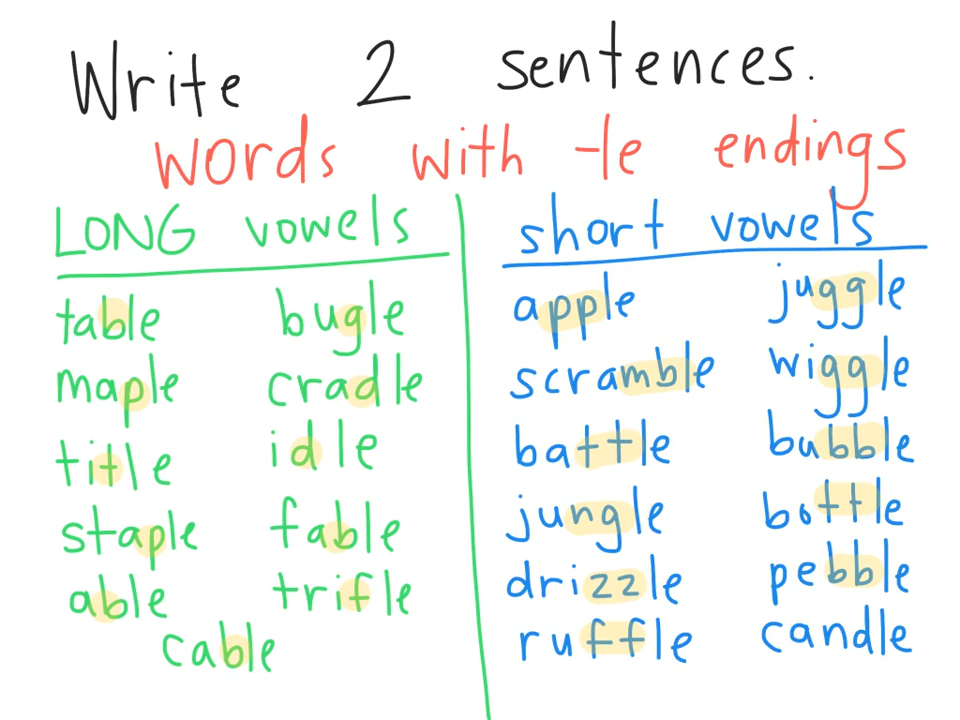 Write 2 sentences.
words with -le endings
LONG vowels
table bugle
maple cradle
title idle
staple fable
able trifle
cable
short vowels
apple juggle
scramble wiggle
battle bubble
jungle bottle
drizzle pebble
ruffle candle